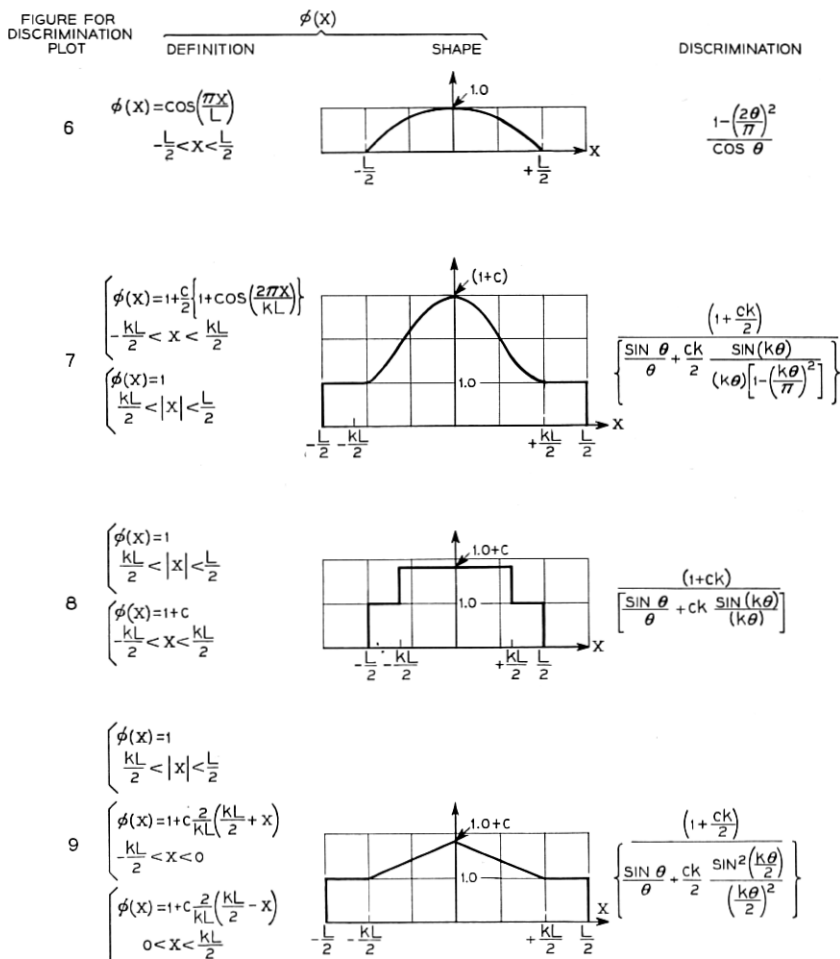 FIGURE FOR DISCRIMINATION PLOT
φ(X)
DEFINITION
SHAPE
DISCRIMINATION
6
φ(X)=COS(πX/L)
-L/2<X<L/2
1.0
X
-L/2
+L/2
1-(2θ/π)²
COS θ
7
φ(X)=1+C/2{1+COS(2πX/kL)}
-kL/2<X<kL/2
φ(X)=1
kL/2<|X|<L/2
(1+C)
1.0
X
-L/2 -kL/2 +kL/2 L/2
(1+Ck/2)
{SIN θ/θ + Ck/2 SIN(kθ)/(kθ)[1-(kθ/π)²]}
8
φ(X)=1
kL/2<|X|<L/2
φ(X)=1+C
-kL/2<X<kL/2
1.0+C
1.0
X
-L/2 -kL/2 +kL/2 L/2
(1+Ck)
[SIN θ/θ + Ck SIN(kθ)/(kθ)]
9
φ(X)=1
kL/2<|X|<L/2
φ(X)=1+C 2/kL(kL/2+X)
-kL/2<X<0
φ(X)=1+C 2/kL(kL/2-X)
0<X<kL/2
1.0+C
1.0
X
-L/2 -kL/2 +kL/2 L/2
(1+Ck/2)
{SIN θ/θ + Ck/2 SIN²(kθ/2)/(kθ/2)²}